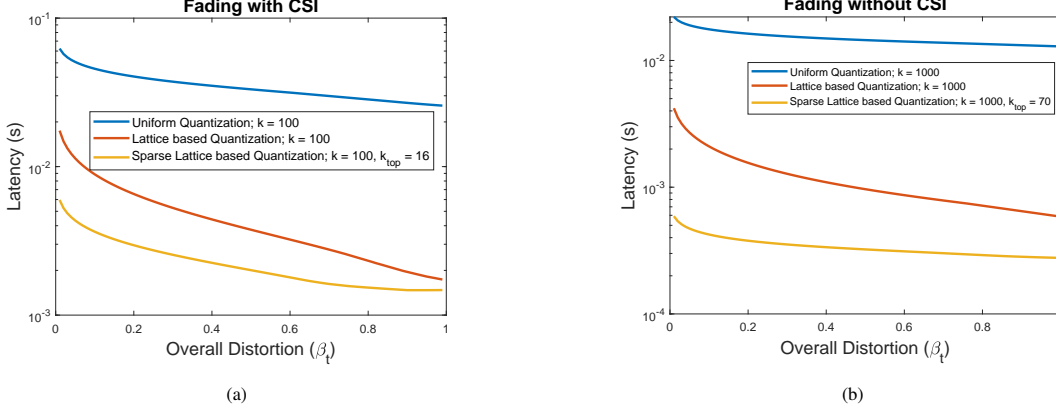 Fading with CSI
10^-1
10^-2
10^-3
Latency (s)
Uniform Quantization; k = 100
Lattice based Quantization; k = 100
Sparse Lattice based Quantization; k = 100, k_top = 16
0 0.2 0.4 0.6 0.8 1
Overall Distortion (β_t)
(a)
Fading without CSI
10^-2
10^-3
10^-4
Latency (s)
Uniform Quantization; k = 1000
Lattice based Quantization; k = 1000
Sparse Lattice based Quantization; k = 1000, k_top = 70
0 0.2 0.4 0.6 0.8
Overall Distortion (β_t)
(b)